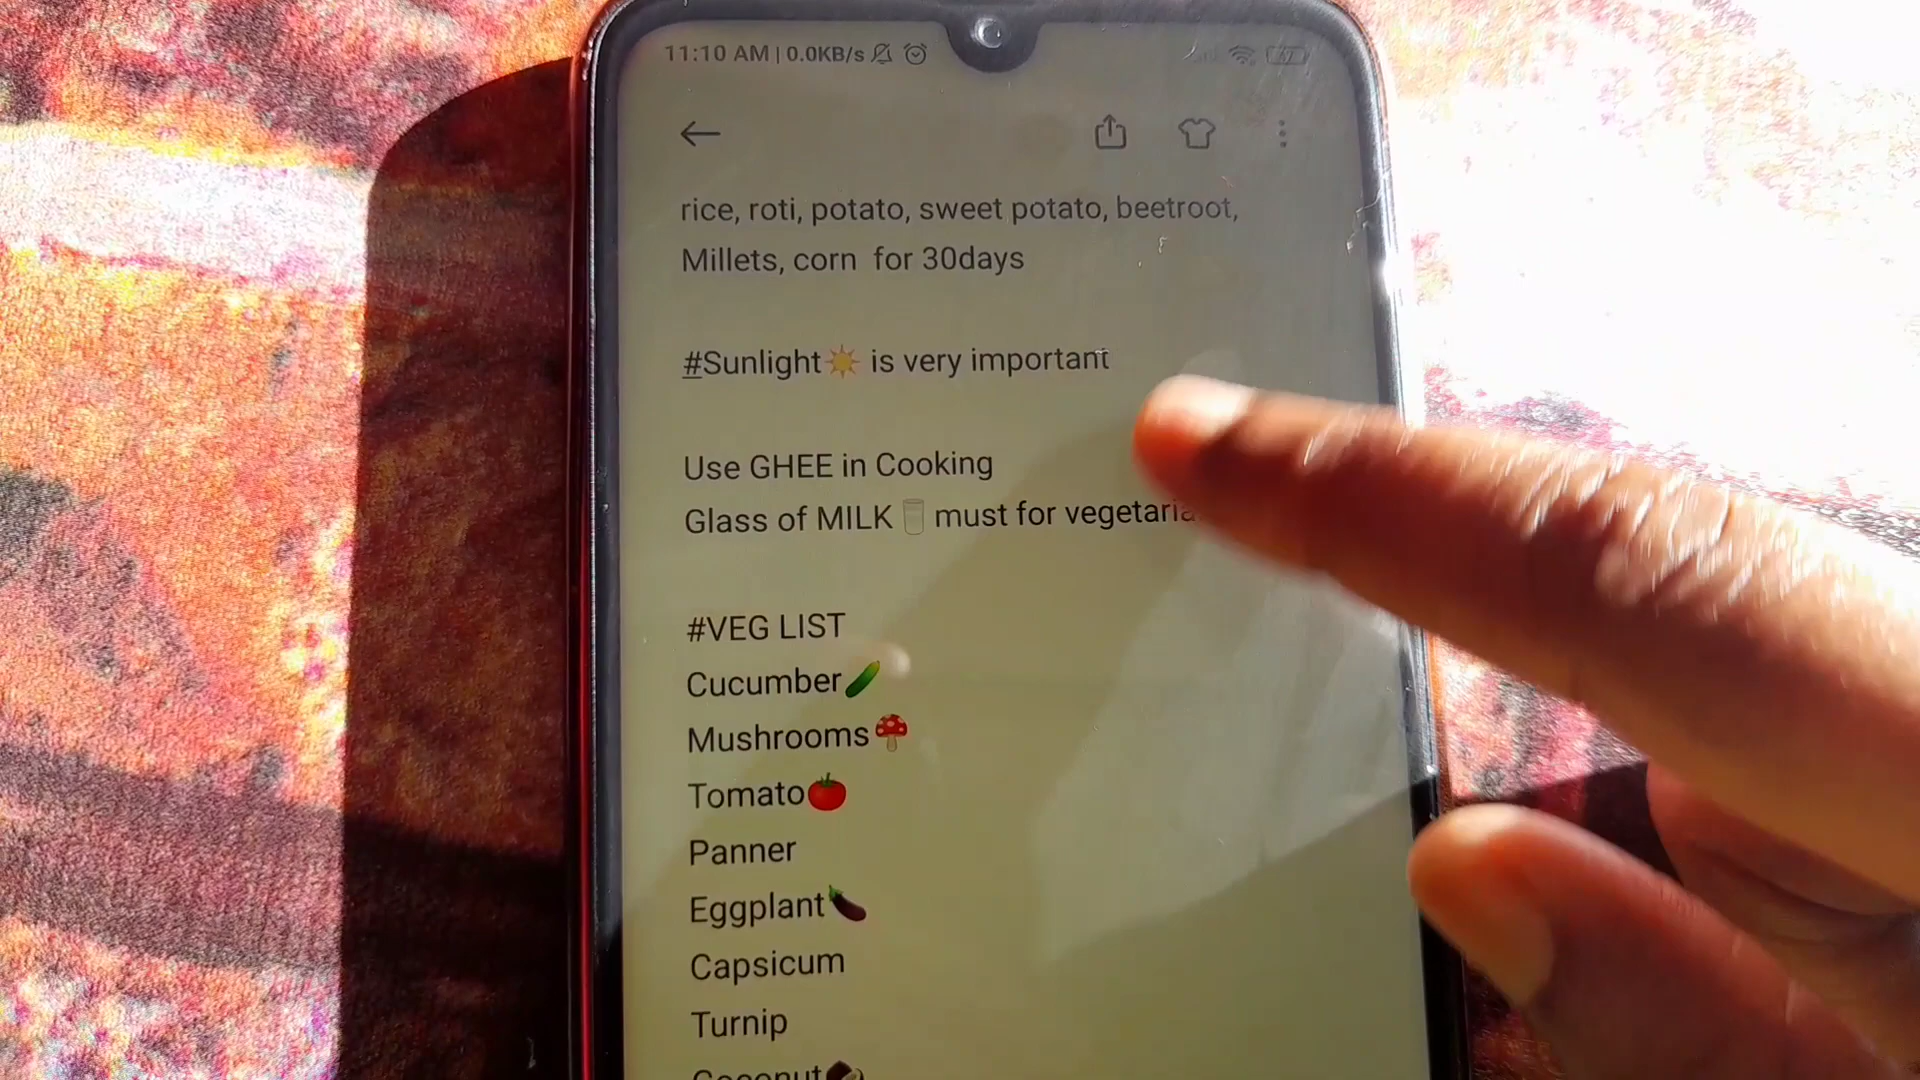 11:10 AM | 0.0KB/s
rice, roti, potato, sweet potato, beetroot,
Millets, corn for 30days
#Sunlight☀️ is very important
Use GHEE in Cooking
Glass of MILK🥛must for
#VEG LIST
Cucumber🥒
Mushrooms🍄
Tomato🍅
Panner
Eggplant🍆
Capsicum
Turnip
Coconut🥥